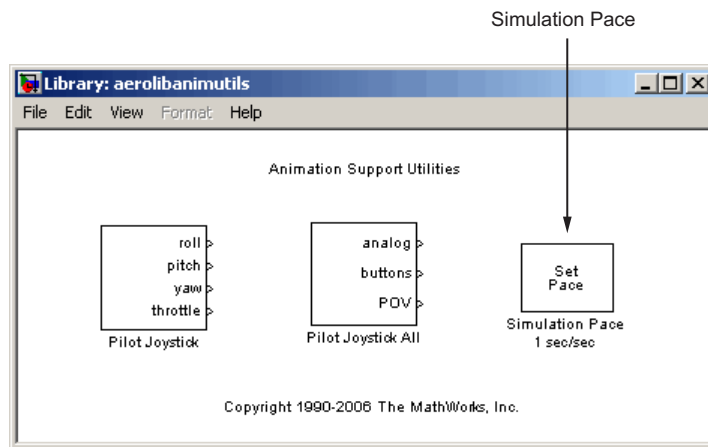 Simulation Pace
Library: aerolibanimutils
File Edit View Format Help
Animation Support Utilities
roll
pitch
yaw
throttle
Pilot Joystick
analog
buttons
POV
Pilot Joystick All
Set
Pace
Simulation Pace
1 sec/sec
Copyright 1990-2006 The MathWorks, Inc.